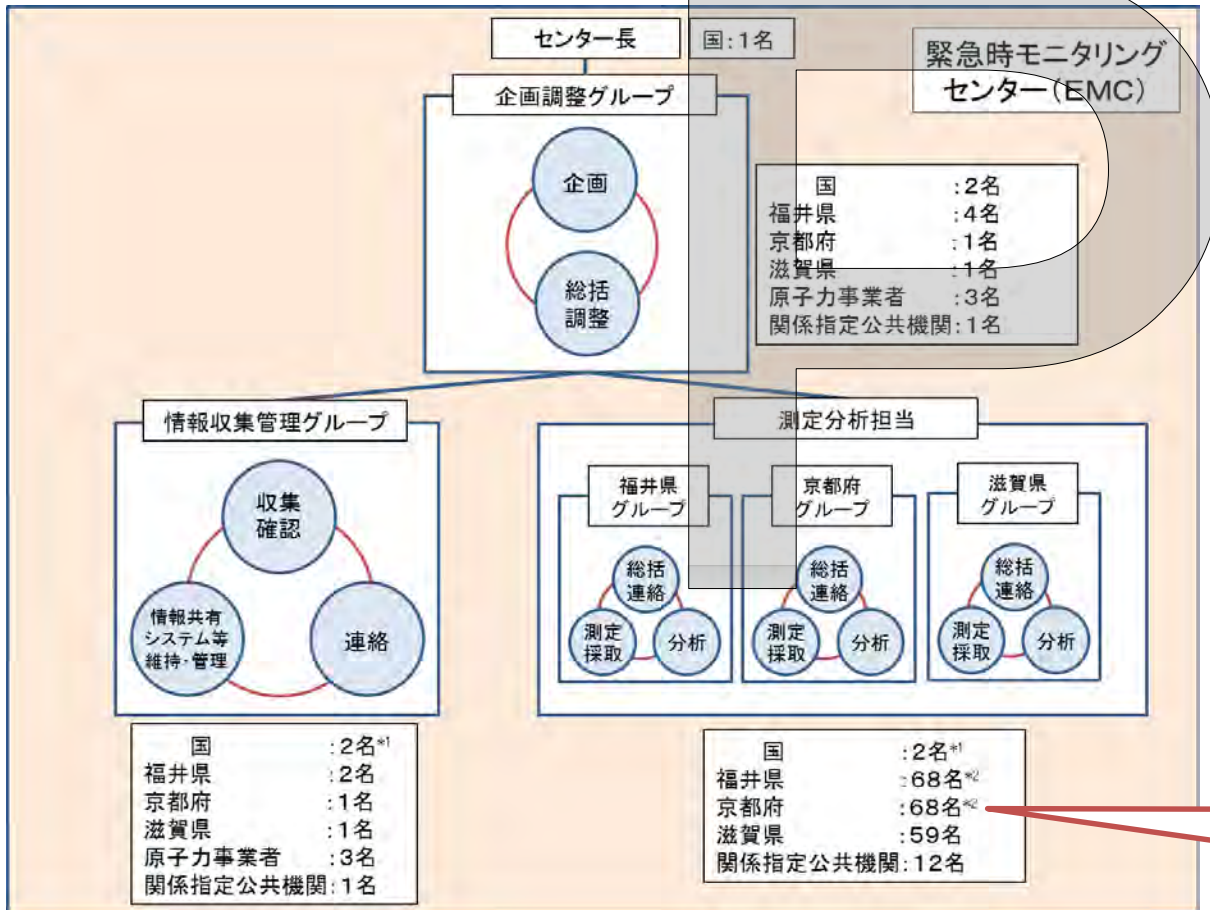 センター長
国:1名
緊急時モニタリング
センター(EMC)
企画調整グループ
企画
総括
調整
国 :2名
福井県 :4名
京都府 :1名
滋賀県 :1名
原子力事業者 :3名
関係指定公共機関:1名
情報収集管理グループ
収集
確認
情報共有
システム等
維持・管理
連絡
国 :2名*1
福井県 :2名
京都府 :1名
滋賀県 :1名
原子力事業者 :3名
関係指定公共機関:1名
測定分析担当
福井県
グループ
総括
連絡
測定
採取
分析
京都府
グループ
総括
連絡
測定
採取
分析
滋賀県
グループ
総括
連絡
測定
採取
分析
国 :2名*1
福井県 :68名*2
京都府 :68名*2
滋賀県 :59名
関係指定公共機関:12名